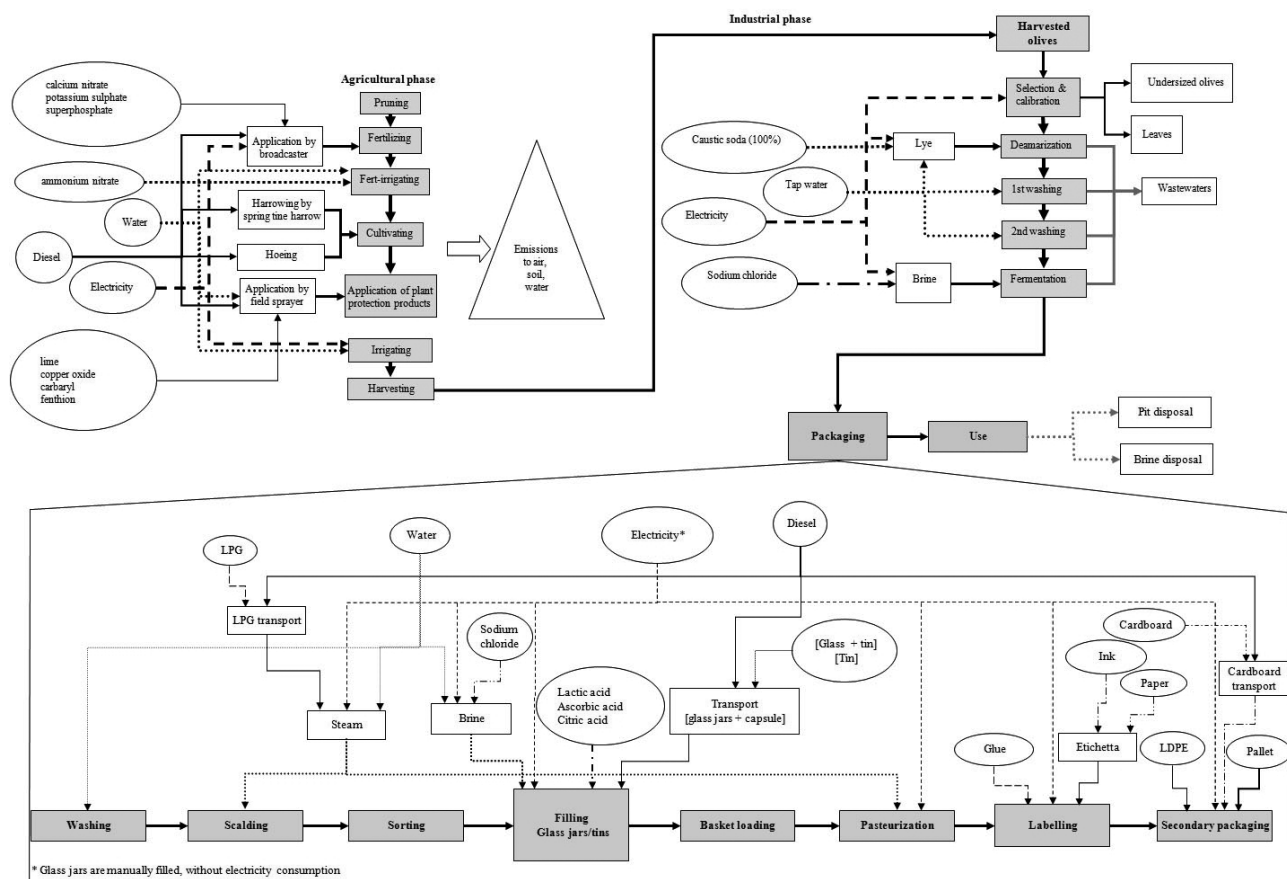 Industrial phase
Harvested
olives
Agricultural phase
calcium nitrate
potassium sulphate
superphosphate
Pruning
Fertilizing
Application by
broadcaster
ammonium nitrate
Fert-irrigating
Water
Harrowing by
spring tine harrow
Cultivating
Diesel
Hoeing
Electricity
Application by
field sprayer
Application of plant
protection products
lime
copper oxide
carbaryl
fenthion
Irrigating
Harvesting
Emissions
to air,
soil,
water
Selection &
calibration
Undersized olives
Leaves
Caustic soda (100%)
Lye
Deamarization
Tap water
1st washing
Wastewaters
Electricity
2nd washing
Sodium chloride
Brine
Fermentation
Packaging
Use
Pit disposal
Brine disposal
LPG
Water
Electricity*
Diesel
LPG transport
Sodium
chloride
[Glass + tin]
[Tin]
Cardboard
Ink
Paper
Cardboard
transport
Steam
Brine
Lactic acid
Ascorbic acid
Citric acid
Transport
[glass jars + capsule]
Glue
Etichetta
LDPE
Pallet
Washing
Scalding
Sorting
Filling
Glass jars/tins
Basket loading
Pasteurization
Labelling
Secondary packaging
* Glass jars are manually filled, without electricity consumption